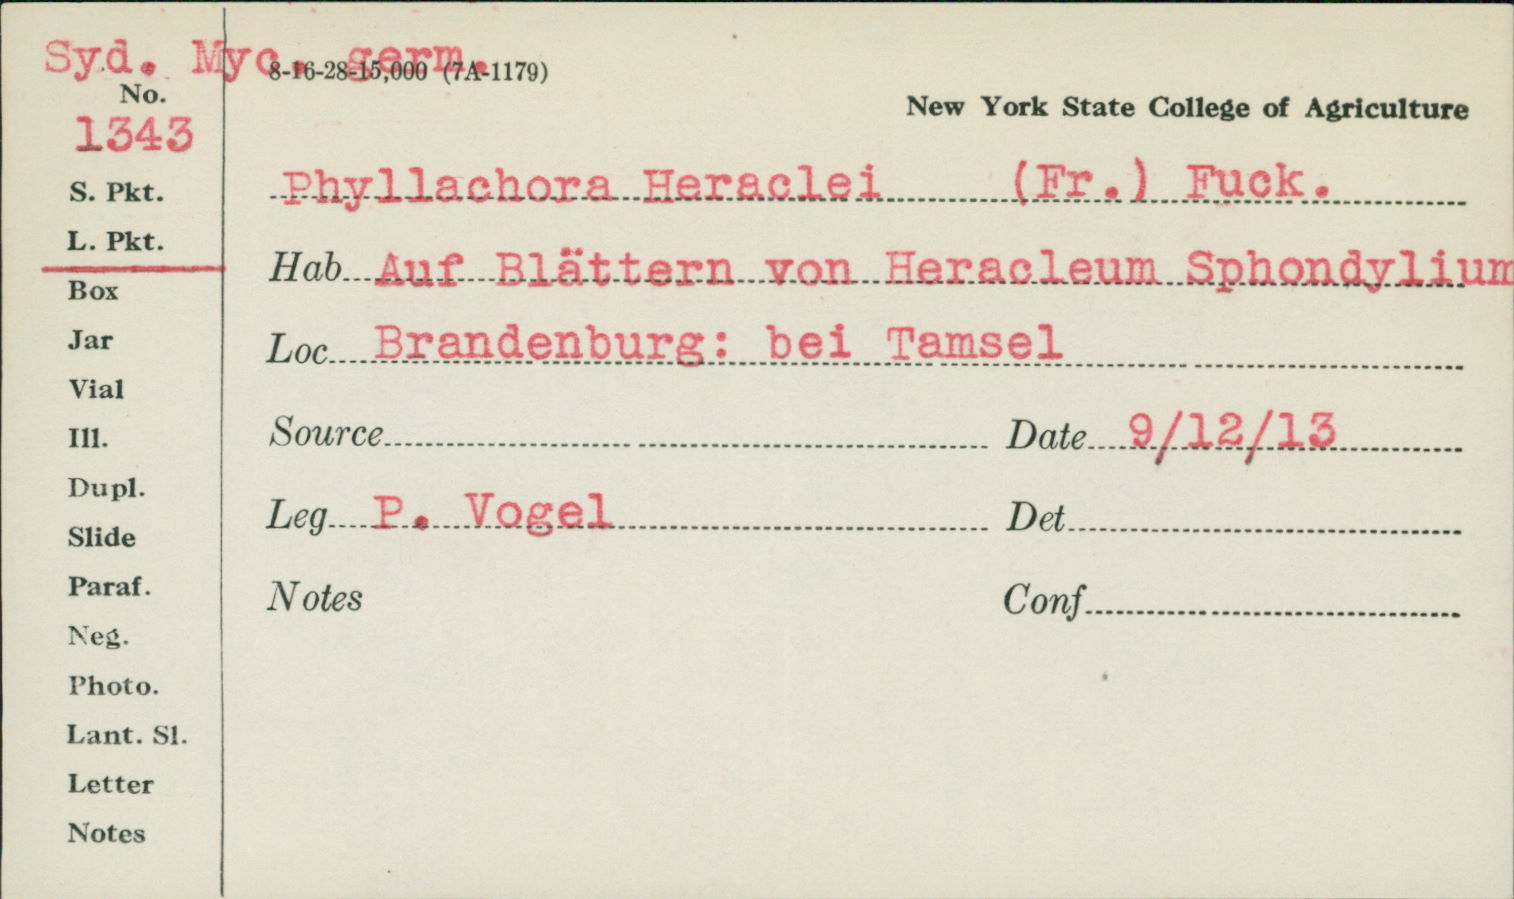 Syd. Myc. germ.
8-16-28-15,000 (7A-1179)
No.
1343
New York State College of Agriculture
S. Pkt.
Phyllachora Heraclei (Fr.) Fuck.
L. Pkt.
Hab Auf Blättern von Heracleum Sphondylium
Box
Jar
Loc Brandenburg: bei Tamsel
Vial
Ill.
Source Date 9/12/13
Dupl.
Leg P. Vogel Det
Slide
Paraf.
Notes Conf
Neg.
Photo.
Lant. Sl.
Letter
Notes